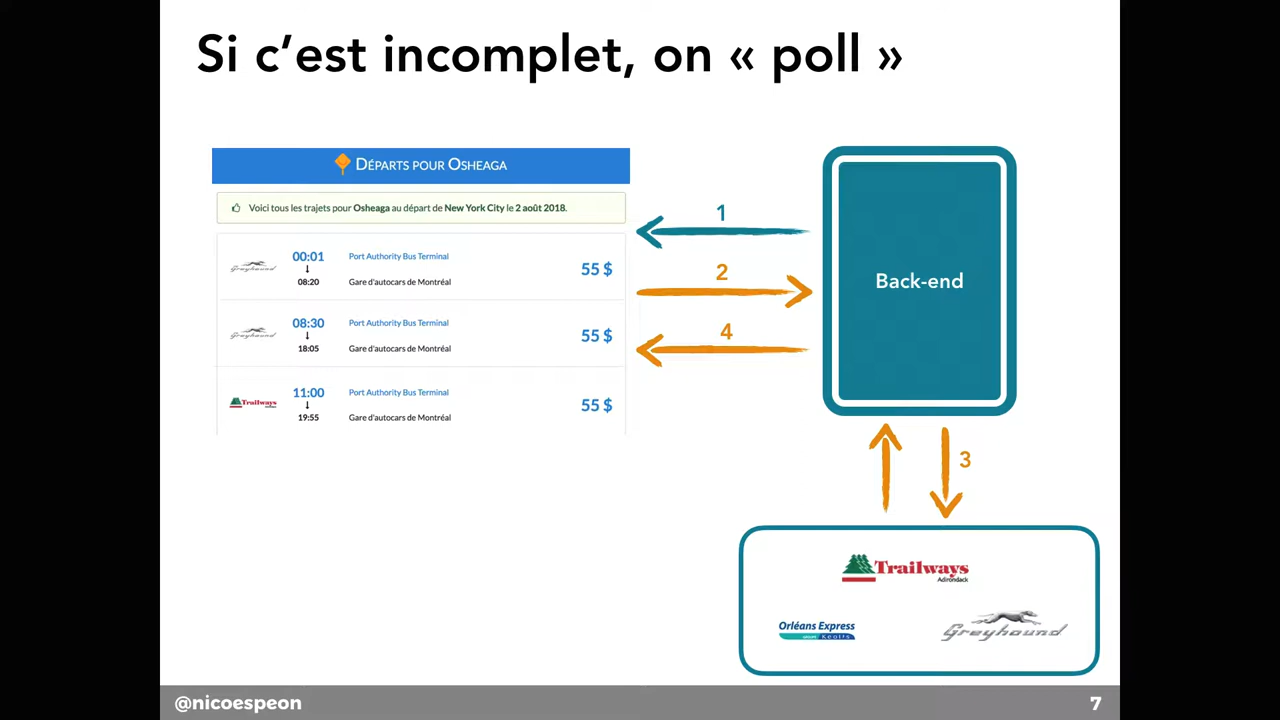 Si c’est incomplet, on « poll »
Départs pour Osheaga
Voici tous les trajets pour Osheaga au départ de New York City le 2 août 2018.
Greyhound
00:01
Port Authority Bus Terminal
55 $
08:20
Gare d'autocars de Montréal
Greyhound
08:30
Port Authority Bus Terminal
55 $
18:05
Gare d'autocars de Montréal
Trailways
11:00
Port Authority Bus Terminal
55 $
19:55
Gare d'autocars de Montréal
1
2
4
Back-end
3
Trailways
Adirondack
Orléans Express
Keolis
Greyhound
@nicoespeon
7